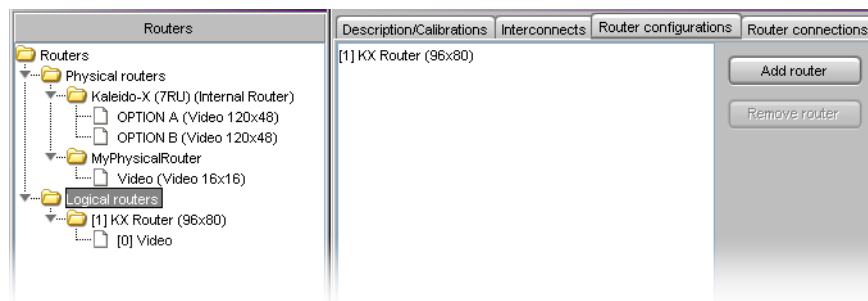 Routers
Routers
Physical routers
Kaleido-X (7RU) (Internal Router)
OPTION A (Video 120x48)
OPTION B (Video 120x48)
MyPhysicalRouter
Video (Video 16x16)
Logical routers
[1] KX Router (96x80)
[0] Video
Description/Calibrations
Interconnects
Router configurations
Router connections
[1] KX Router (96x80)
Add router
Remove router